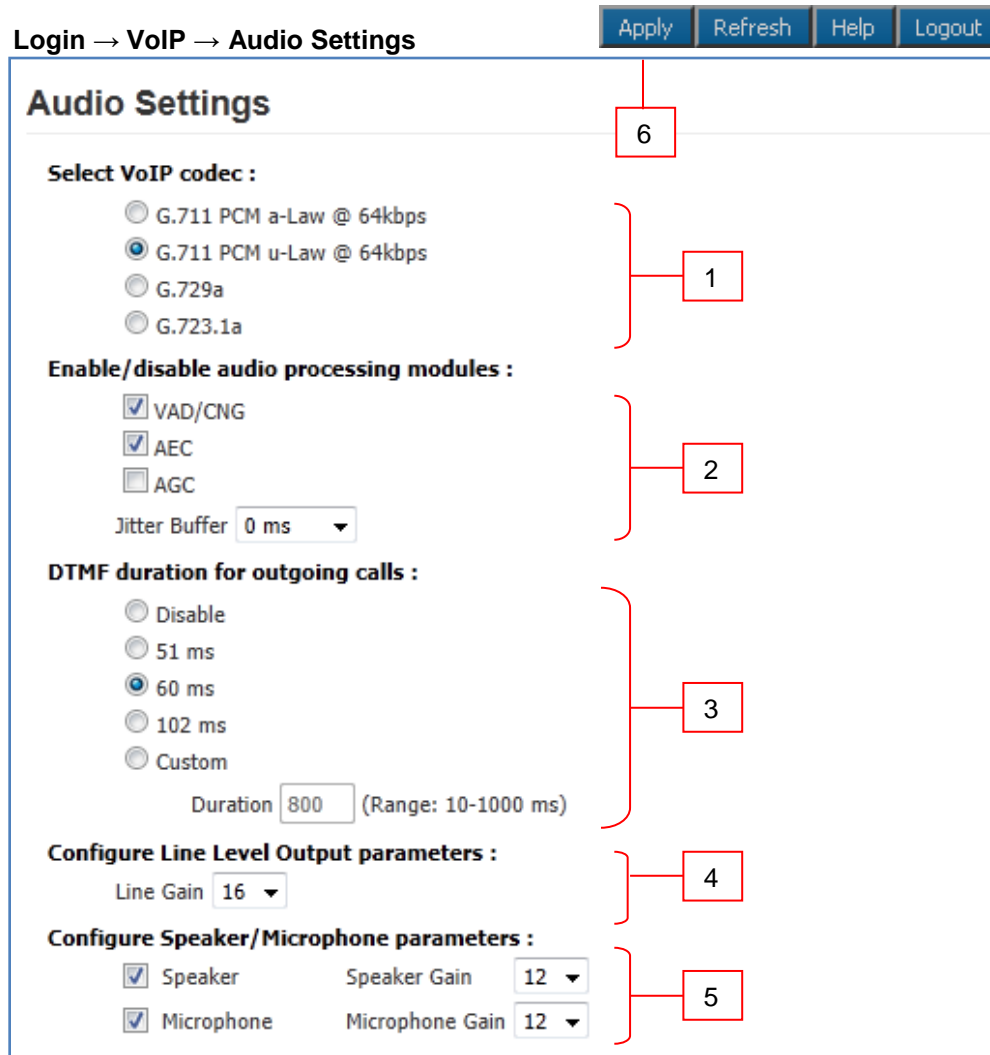 Login → VoIP → Audio Settings
Apply Refresh Help Logout
Audio Settings
6
Select VoIP codec :
G.711 PCM a-Law @ 64kbps
G.711 PCM u-Law @ 64kbps
G.729a
G.723.1a
1
Enable/disable audio processing modules :
VAD/CNG
AEC
AGC
Jitter Buffer 0 ms
2
DTMF duration for outgoing calls :
Disable
51 ms
60 ms
102 ms
Custom
Duration 800 (Range: 10-1000 ms)
3
Configure Line Level Output parameters :
Line Gain 16
4
Configure Speaker/Microphone parameters :
Speaker Speaker Gain 12
Microphone Microphone Gain 12
5